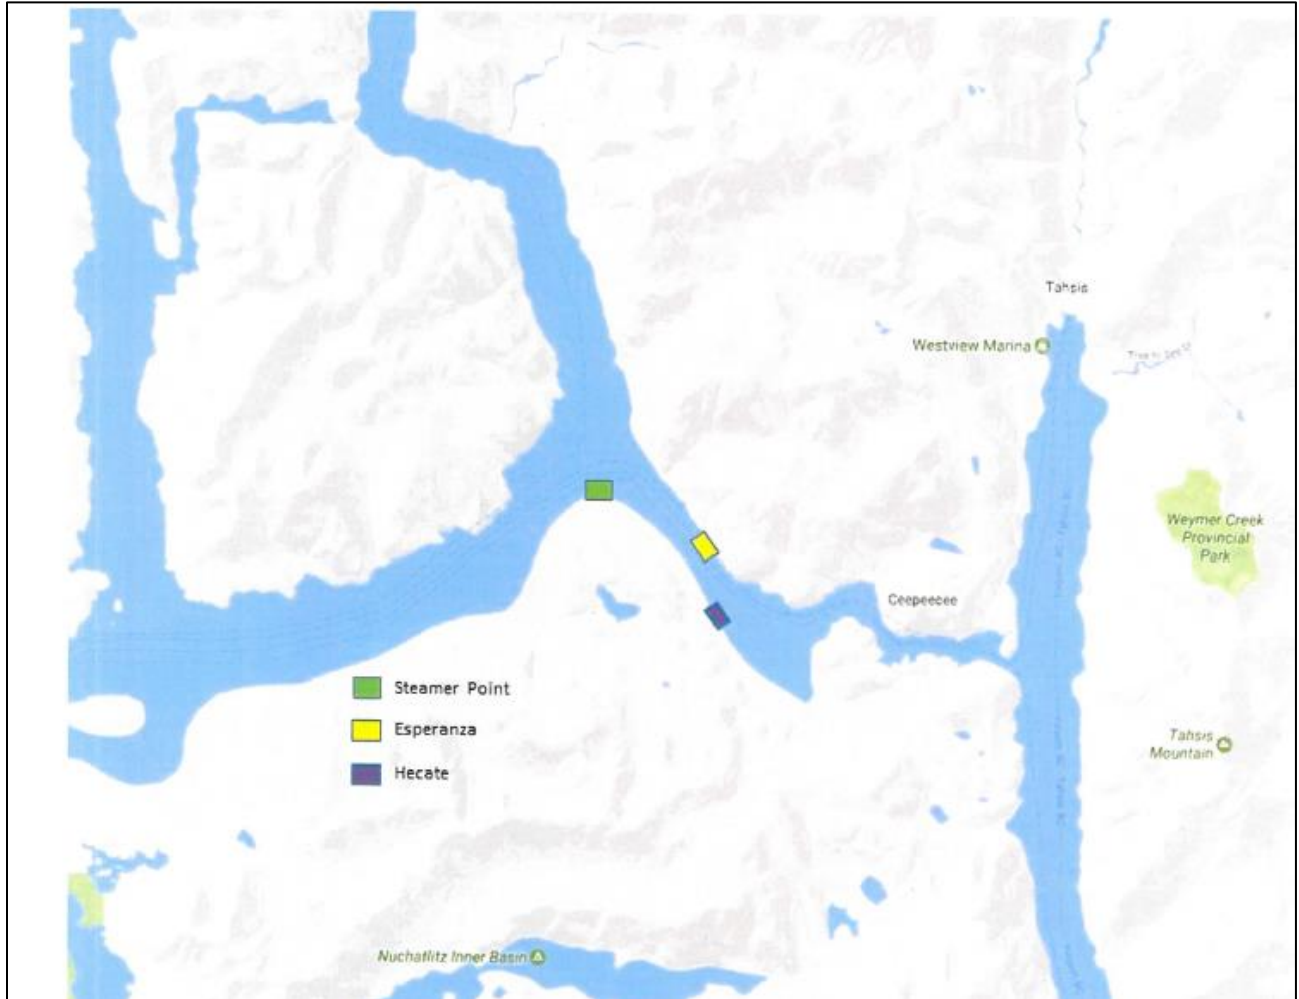 Tahsis
Westview Marina
Weymer Creek
Provincial
Park
Ceepeecee
Steamer Point
Esperanza
Hecate
Tahsis
Mountain
Nuchatlitz Inner Basin